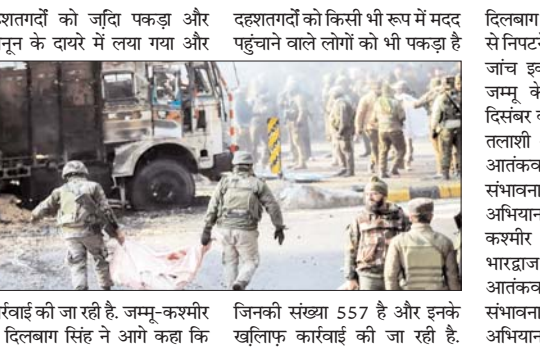 हशतगर्दों को जिंदा पकड़ा और
नून के दायरे में लया गया और
र्रवाई की जा रही है. जम्मू-कश्मीर
दिलबाग सिंह ने आगे कहा कि
दहशतगर्दों को किसी भी रूप में मदद
पहुंचाने वाले लोगों को भी पकड़ा है
जिनकी संख्या 557 है और इनके
खिलाफ़ कार्रवाई की जा रही है.
दिलबाग
से निपटने
जांच इक
जम्मू के
दिसंबर व
तलाशी
आतंकव
संभावना
अभियान
कश्मीर
भारद्वाज
आतंकव
संभावना
अभियान